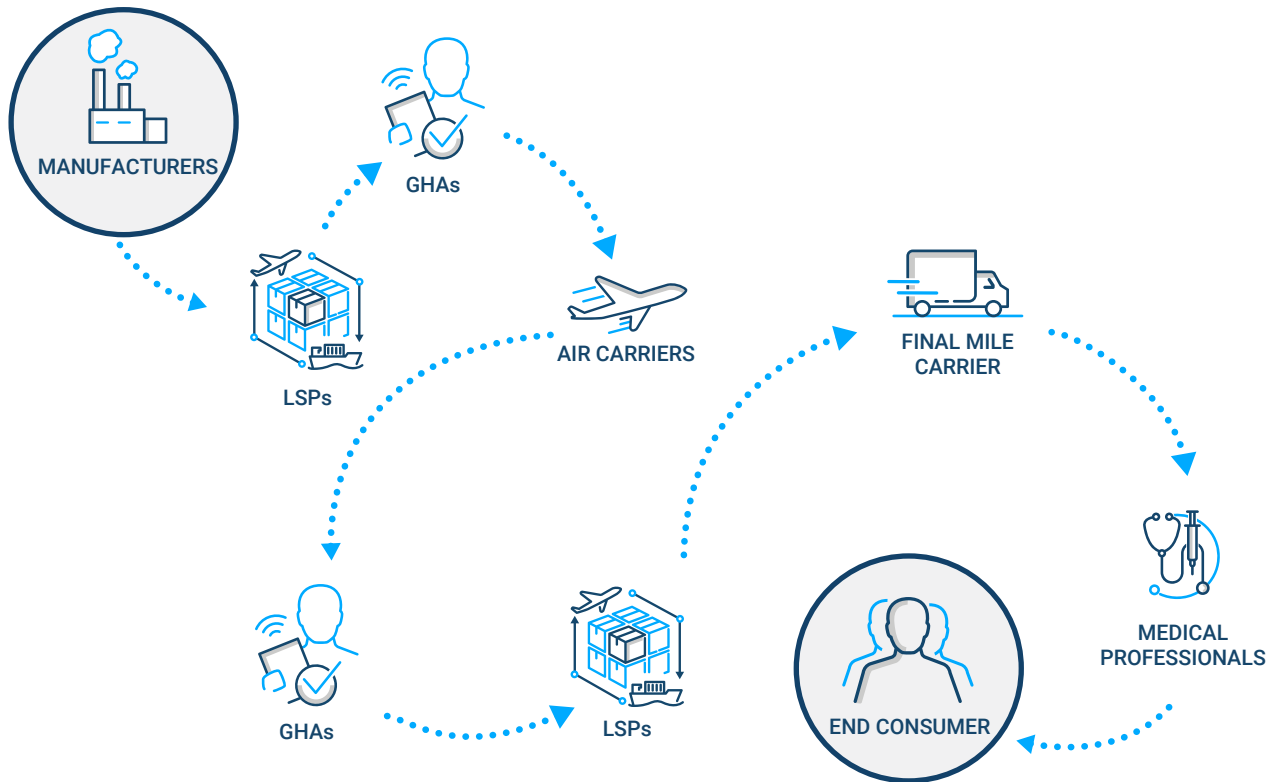 MANUFACTURERS
GHAs
LSPs
AIR CARRIERS
GHAs
LSPs
FINAL MILE
CARRIER
MEDICAL
PROFESSIONALS
END CONSUMER